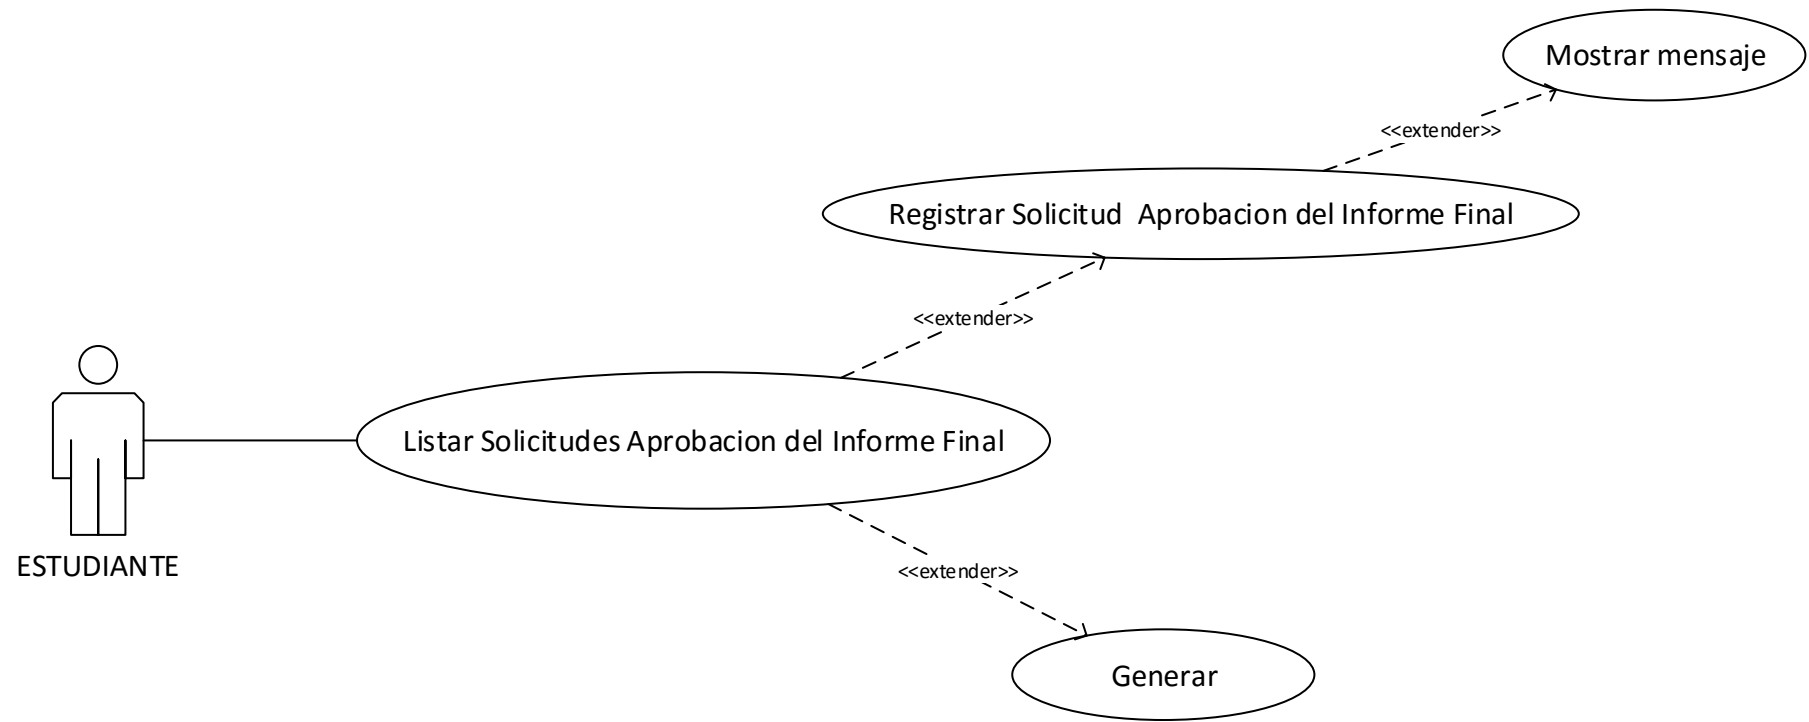 Mostrar mensaje
<<extender>>
Registrar Solicitud  Aprobacion del Informe Final
<<extender>>
Listar Solicitudes Aprobacion del Informe Final
ESTUDIANTE
<<extender>>
Generar